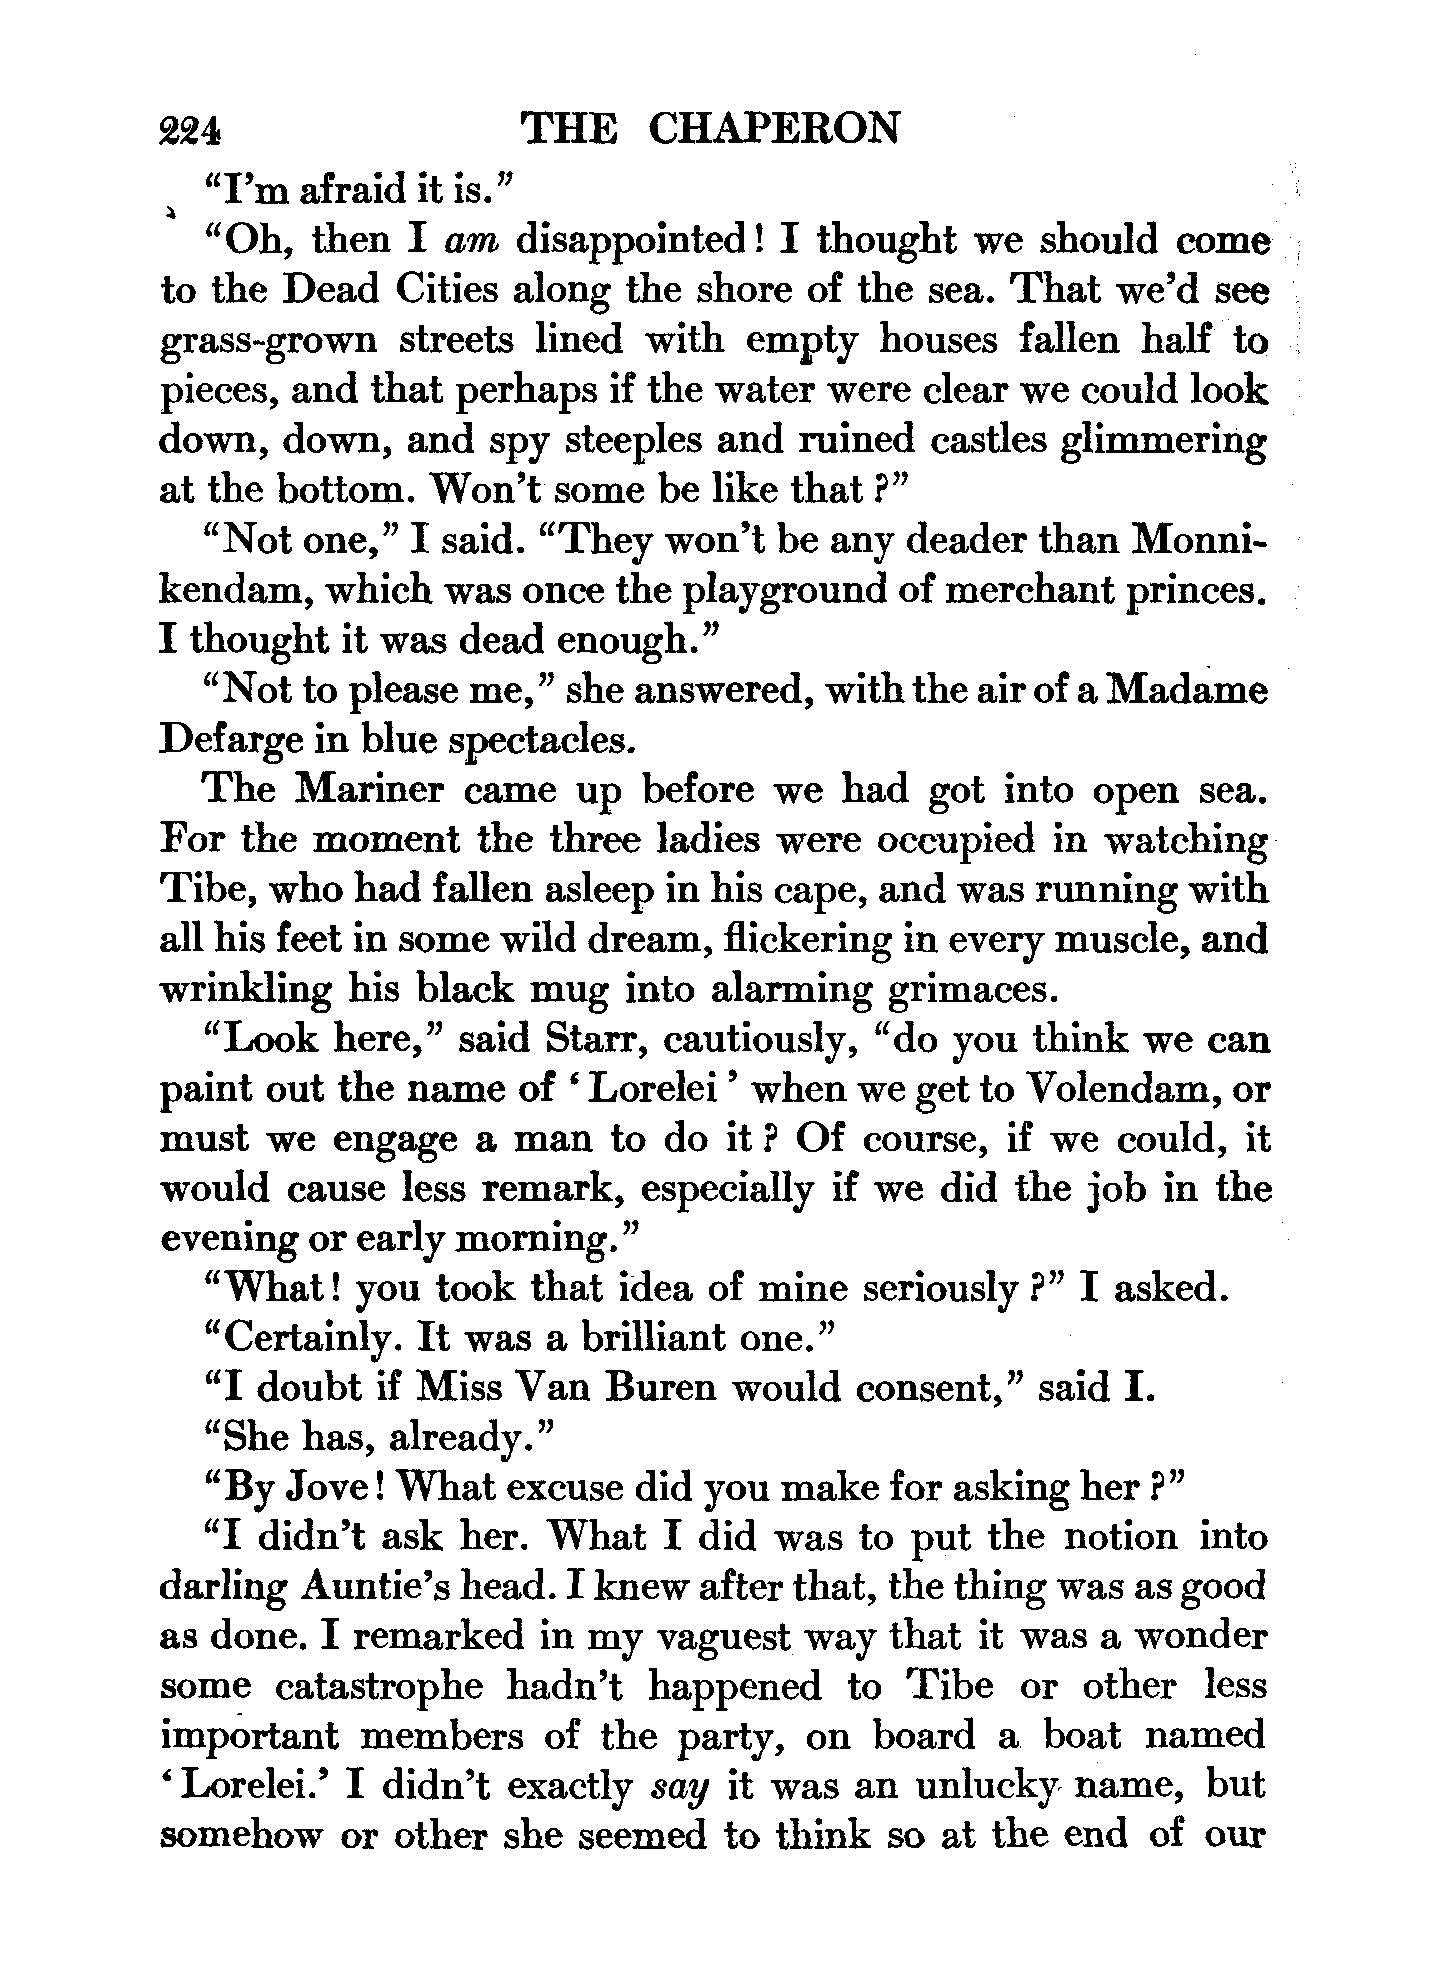 224 THE CHAPERON
“I’m afraid it is.”
“Oh, then I am disappointed! I thought we should come
to the Dead Cities along the shore of the sea. That we’d see
grass-grown streets lined with empty houses fallen half to
pieces, and that perhaps if the water were clear we could look
down, down, and spy steeples and ruined castles glimmering
at the bottom. Won’t some be like that?”
“Not one,” I said. “They won’t be any deader than Monni-
kendam, which was once the playground of merchant princes.
I thought it was dead enough.”
“Not to please me,” she answered, with the air of a Madame
Defarge in blue spectacles.
The Mariner came up before we had got into open sea.
For the moment the three ladies were occupied in watching
Tibe, who had fallen asleep in his cape, and was running with
all his feet in some wild dream, flickering in every muscle, and
wrinkling his black mug into alarming grimaces.
“Look here,” said Starr, cautiously, “do you think we can
paint out the name of ‘Lorelei’ when we get to Volendam, or
must we engage a man to do it? Of course, if we could, it
would cause less remark, especially if we did the job in the
evening or early morning.”
“What! you took that idea of mine seriously?” I asked.
“Certainly. It was a brilliant one.”
“I doubt if Miss Van Buren would consent,” said I.
“She has, already.”
“By Jove! What excuse did you make for asking her?”
“I didn’t ask her. What I did was to put the notion into
darling Auntie’s head. I knew after that, the thing was as good
as done. I remarked in my vaguest way that it was a wonder
some catastrophe hadn’t happened to Tibe or other less
important members of the party, on board a boat named
‘Lorelei.’ I didn’t exactly say it was an unlucky name, but
somehow or other she seemed to think so at the end of our